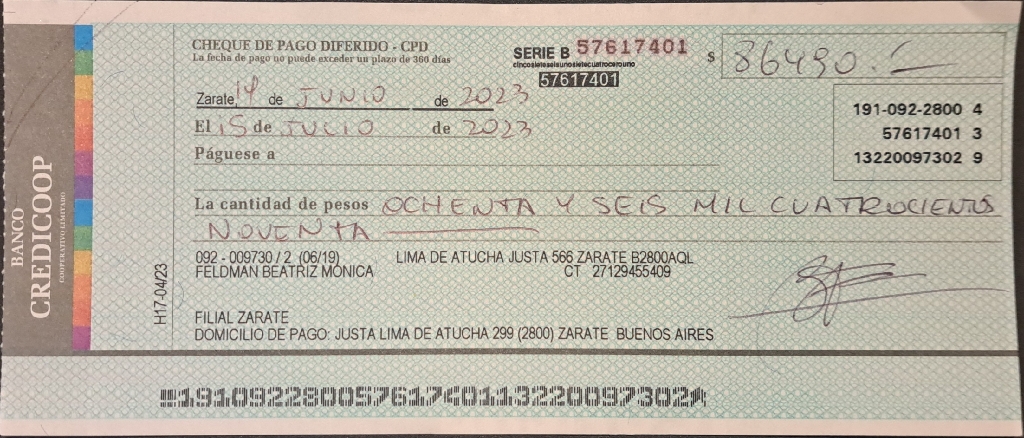 BANCO
CREDICOOP
COOPERATIVO LIMITADO
CHEQUE DE PAGO DIFERIDO - CPD
La fecha de pago no puede exceder un plazo de 360 días
SERIE B 57617401
cincosieteseisunosietecuatrocerouno
57617401
$ 86490.-
Zarate, 14 de JUNIO de 2023
El 15 de JULIO de 2023
Páguese a
191-092-2800 4
57617401 3
13220097302 9
La cantidad de pesos OCHENTA Y SEIS MIL CUATROCIENTOS
NOVENTA
092 - 009730 / 2 (06/19) LIMA DE ATUCHA JUSTA 566 ZARATE B2800AQL
FELDMAN BEATRIZ MONICA CT 27129455409
H17-04/23
FILIAL ZARATE
DOMICILIO DE PAGO: JUSTA LIMA DE ATUCHA 299 (2800) ZARATE BUENOS AIRES
19109228005761740113220097302